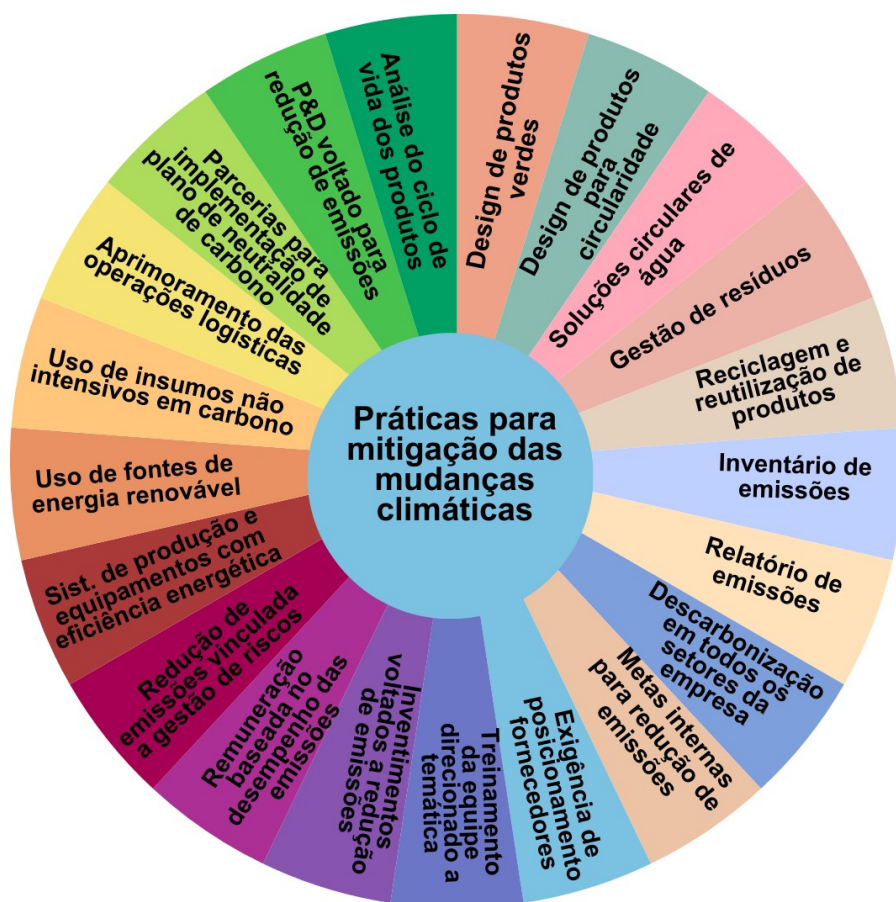 Práticas para
mitigação das
mudanças
climáticas
Design de produtos
verdes
Design de produtos
para
circularidade
Soluções circulares de
água
Gestão de resíduos
Reciclagem e
reutilização de
produtos
Inventário de
emissões
Relatório de
emissões
Descarbonização
em todos os
setores da
empresa
Metas internas
para redução de
emissões
Exigência de
posicionamento
fornecedores
Treinamento
da equipe
direcionado a
temática
Inventimentos
voltados a redução
de emissões
Remuneração
baseada no
desempenho das
emissões
Redução de
emissões vinculada
a gestão de riscos
Sist. de produção e
equipamentos com
eficiência energética
Uso de fontes de
energia renovável
Uso de insumos não
intensivos em carbono
Aprimoramento das
operações logísticas
Parcerias para
implementação de
plano de neutralidade
de carbono
P&D voltado para
redução de emissões
Análise do ciclo de
vida dos produtos